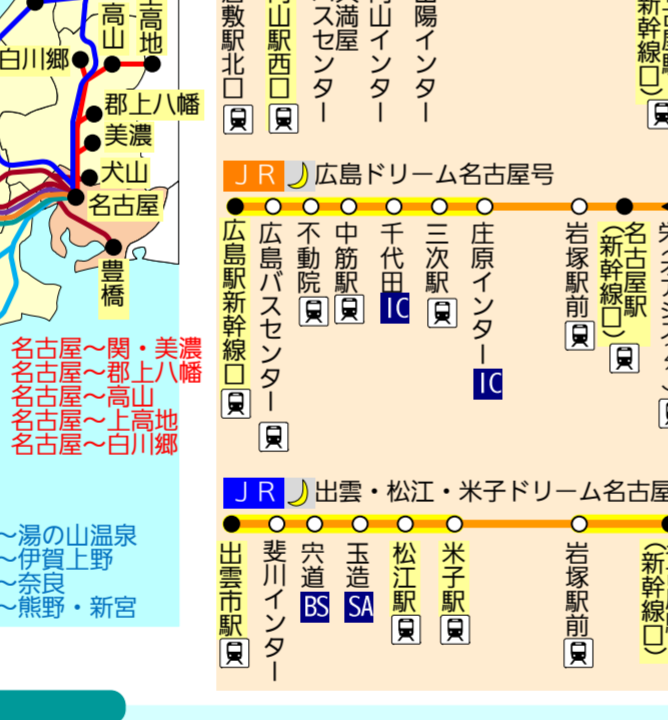 高山
上高地
白川郷
郡上八幡
美濃
犬山
名古屋
豊橋
名古屋～関・美濃
名古屋～郡上八幡
名古屋～高山
名古屋～上高地
名古屋～白川郷
～湯の山温泉
～伊賀上野
～奈良
～熊野・新宮
敷駅北口
山駅西口
バスセンター
満屋
山インター
陽インター
新幹線口)
JR 広島ドリーム名古屋号
広島駅新幹線口
広島バスセンター
不動院
中筋駅
千代田
IC
三次駅
庄原インター
IC
岩塚駅前
名古屋駅
(新幹線口)
JR 出雲・松江・米子ドリーム名古屋
出雲市駅
斐川インター
宍道
BS
玉造
SA
松江駅
米子駅
岩塚駅前
(新幹線口)